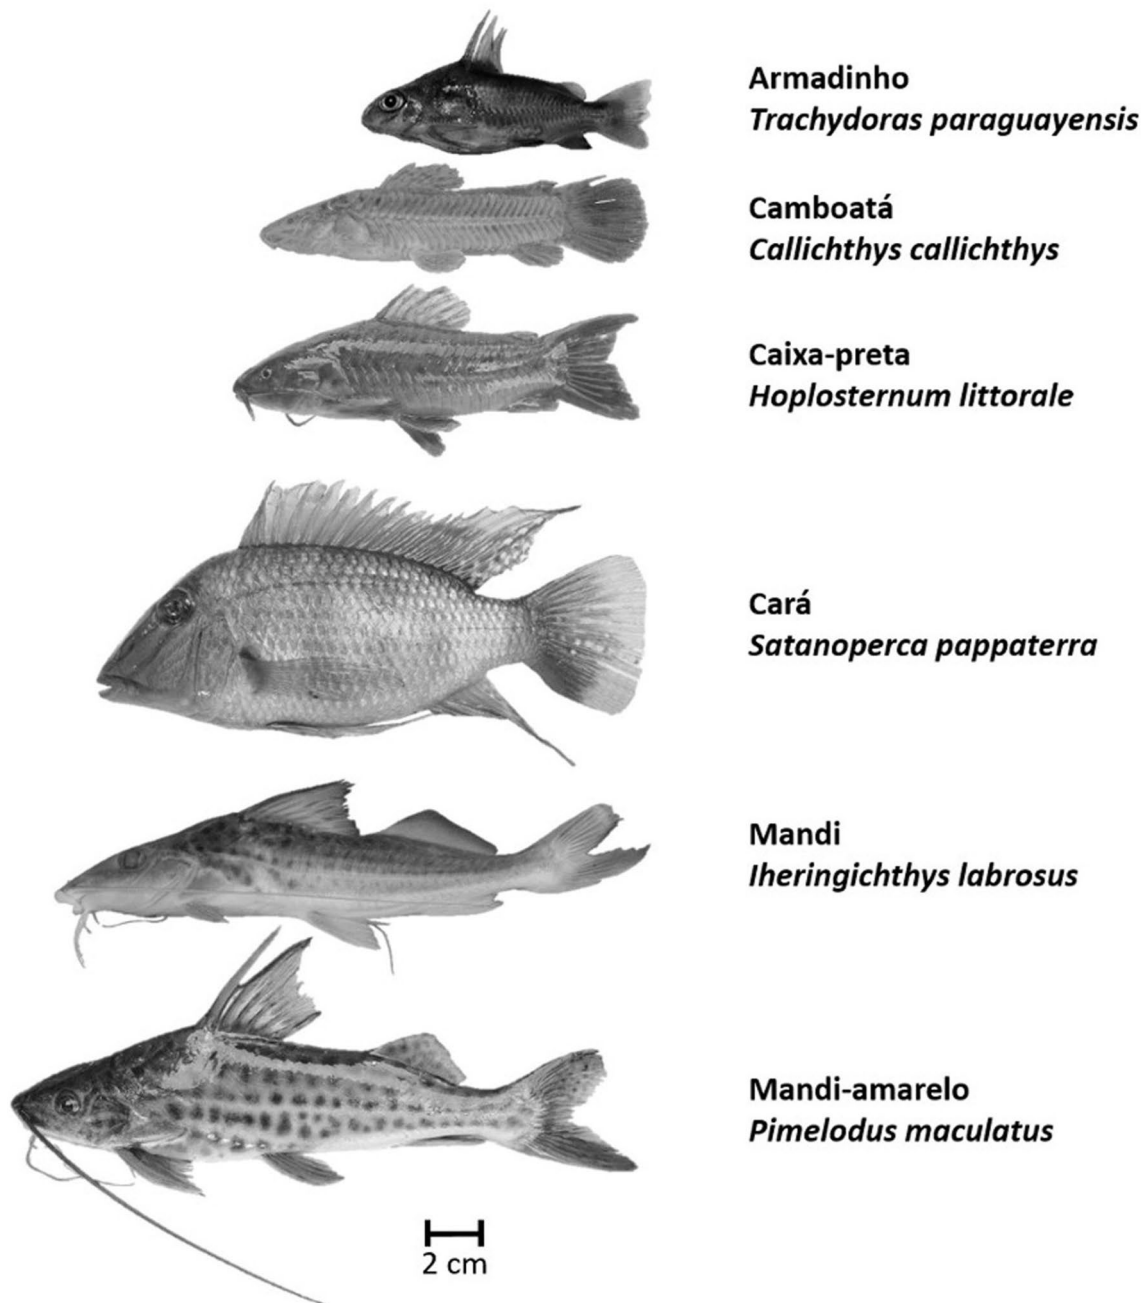 Armadinho
Trachydoras paraguayensis
Camboatá
Callichthys callichthys
Caixa-preta
Hoplosternum littorale
Cará
Satanoperca pappaterra
Mandi
Iheringichthys labrosus
Mandi-amarelo
Pimelodus maculatus
2 cm